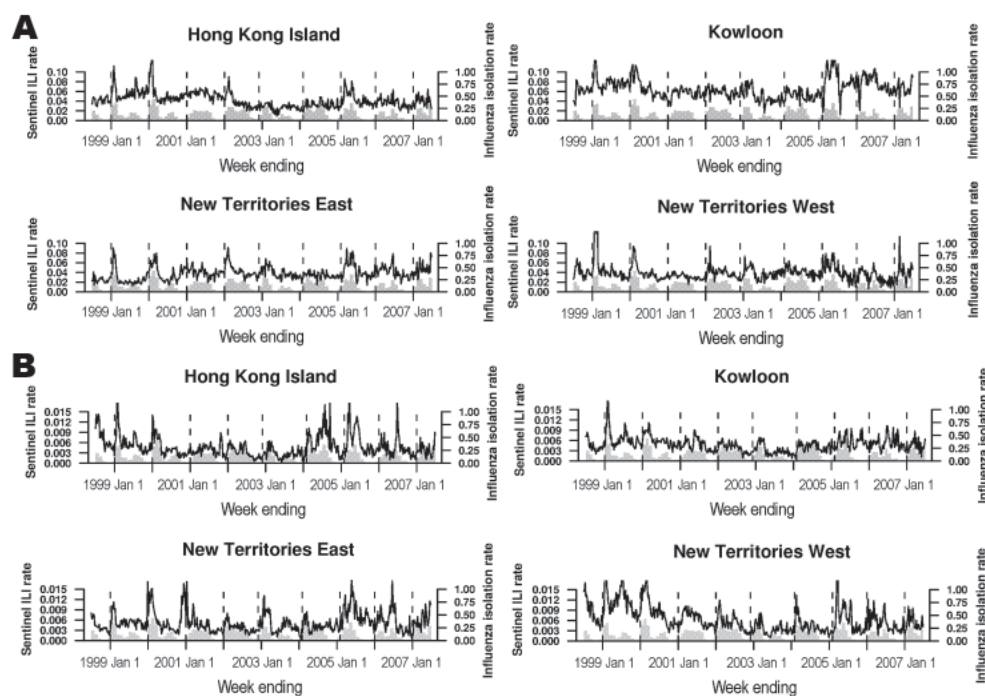 A
Hong Kong Island
Sentinel ILI rate
0.10
0.08
0.06
0.04
0.02
0.00
1.00
0.75
0.50
0.25
0.00
Influenza isolation rate
1999 Jan 1 2001 Jan 1 2003 Jan 1 2005 Jan 1 2007 Jan 1
Week ending
Kowloon
Sentinel ILI rate
0.10
0.08
0.06
0.04
0.02
0.00
1.00
0.75
0.50
0.25
0.00
Influenza isolation rate
1999 Jan 1 2001 Jan 1 2003 Jan 1 2005 Jan 1 2007 Jan 1
Week ending
New Territories East
Sentinel ILI rate
0.10
0.08
0.06
0.04
0.02
0.00
1.00
0.75
0.50
0.25
0.00
Influenza isolation rate
1999 Jan 1 2001 Jan 1 2003 Jan 1 2005 Jan 1 2007 Jan 1
Week ending
New Territories West
Sentinel ILI rate
0.10
0.08
0.06
0.04
0.02
0.00
1.00
0.75
0.50
0.25
0.00
Influenza isolation rate
1999 Jan 1 2001 Jan 1 2003 Jan 1 2005 Jan 1 2007 Jan 1
Week ending
B
Hong Kong Island
Sentinel ILI rate
0.015
0.012
0.009
0.006
0.003
0.000
1.00
0.75
0.50
0.25
0.00
Influenza isolation rate
1999 Jan 1 2001 Jan 1 2003 Jan 1 2005 Jan 1 2007 Jan 1
Week ending
Kowloon
Sentinel ILI rate
0.015
0.012
0.009
0.006
0.003
0.000
1.00
0.75
0.50
0.25
0.00
Influenza isolation rate
1999 Jan 1 2001 Jan 1 2003 Jan 1 2005 Jan 1 2007 Jan 1
Week ending
New Territories East
Sentinel ILI rate
0.015
0.012
0.009
0.006
0.003
0.000
1.00
0.75
0.50
0.25
0.00
Influenza isolation rate
1999 Jan 1 2001 Jan 1 2003 Jan 1 2005 Jan 1 2007 Jan 1
Week ending
New Territories West
Sentinel ILI rate
0.015
0.012
0.009
0.006
0.003
0.000
1.00
0.75
0.50
0.25
0.00
Influenza isolation rate
1999 Jan 1 2001 Jan 1 2003 Jan 1 2005 Jan 1 2007 Jan 1
Week ending